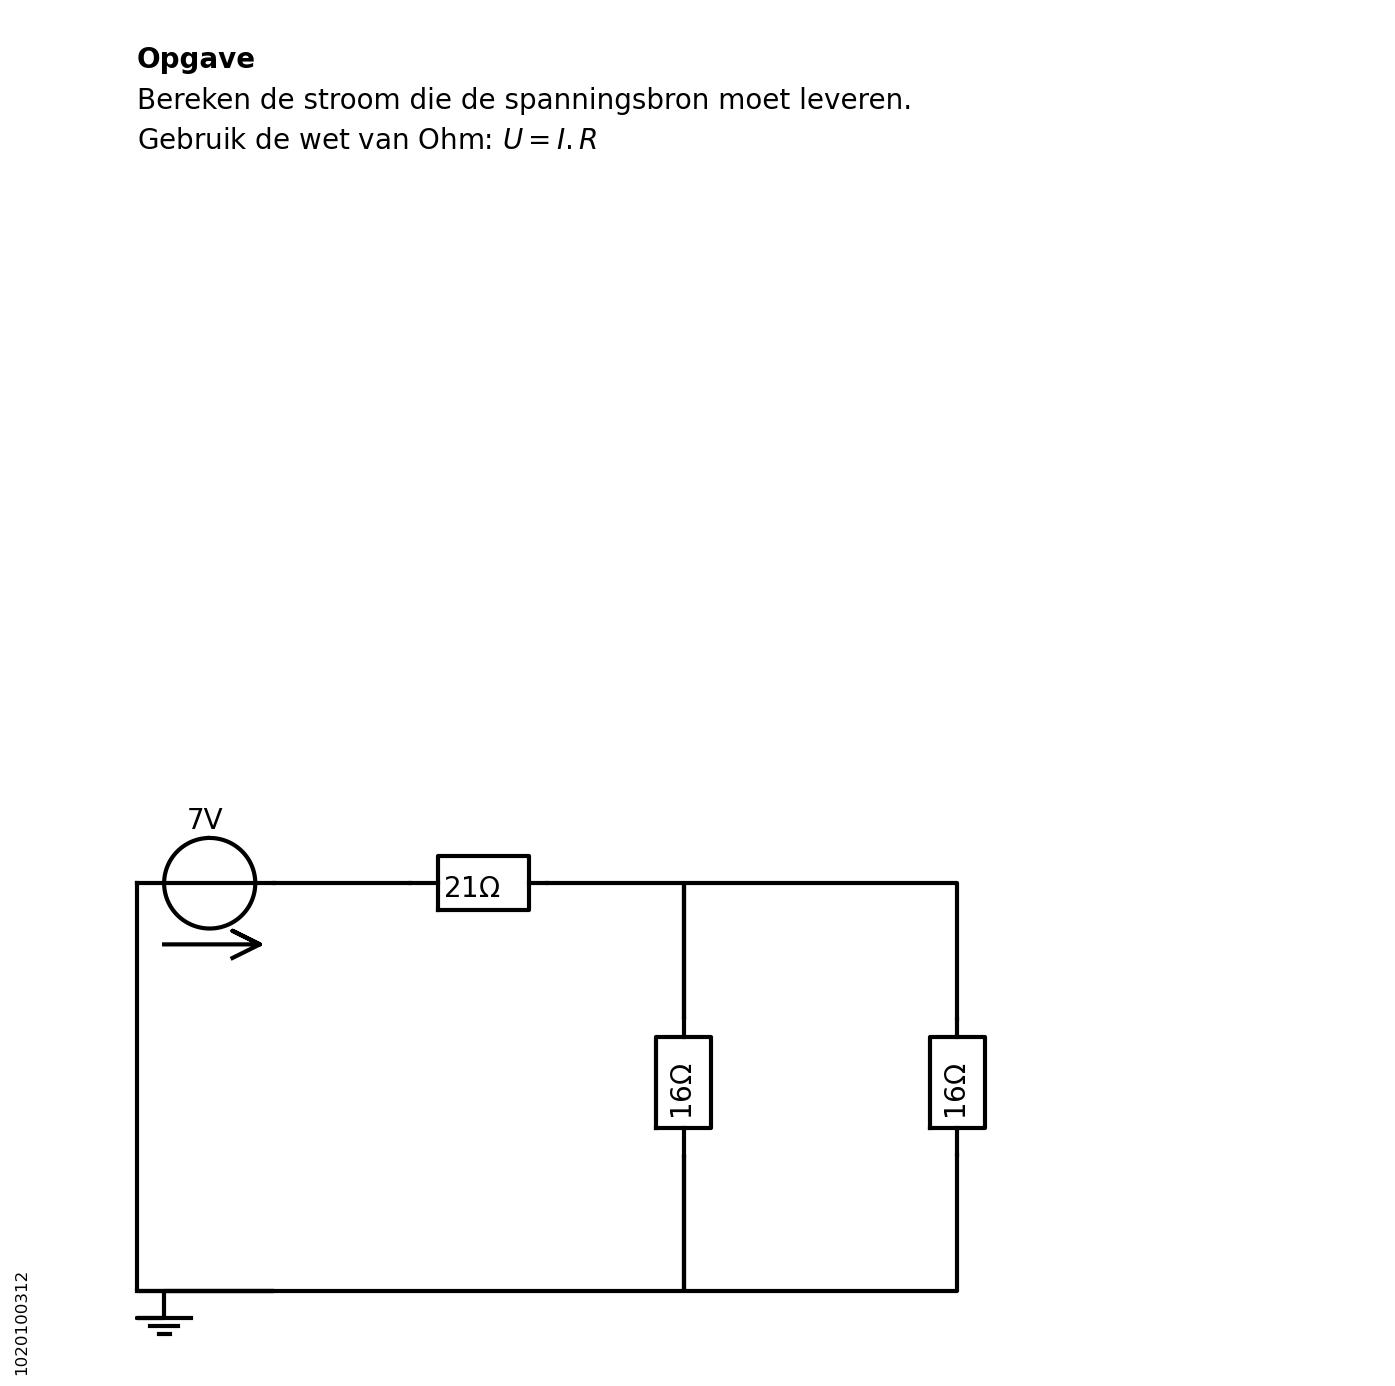 Opgave
Bereken de stroom die de spanningsbron moet leveren.
Gebruik de wet van Ohm: U = I.R
7V
21Ω
16Ω
16Ω
1020100312